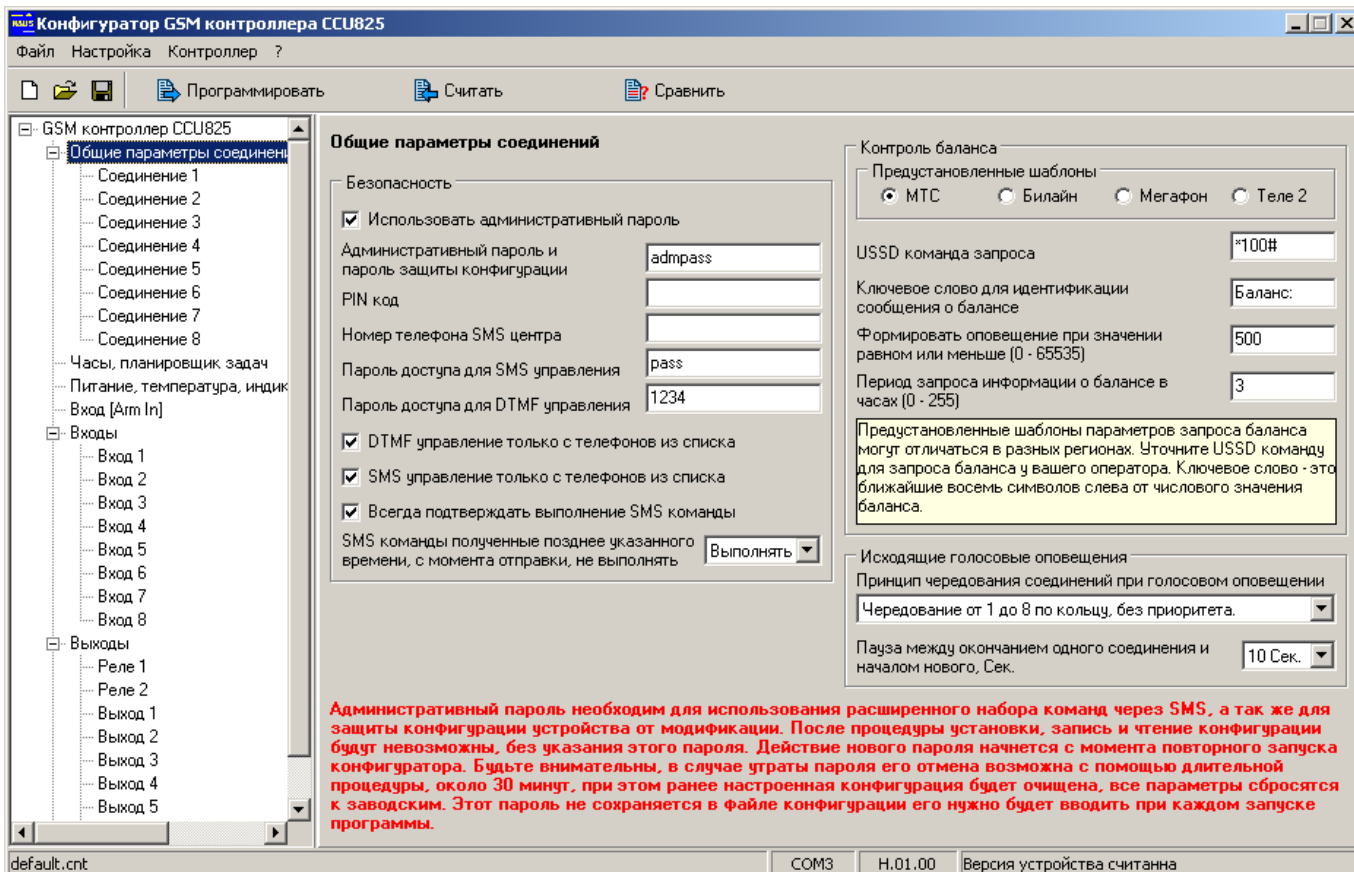 Конфигуратор GSM контроллера CCU825
Файл Настройка Контроллер ?
Программировать Считать Сравнить
GSM контроллер CCU825
Общие параметры соединени
Соединение 1
Соединение 2
Соединение 3
Соединение 4
Соединение 5
Соединение 6
Соединение 7
Соединение 8
Часы, планировщик задач
Питание, температура, индик
Вход [Arm In]
Входы
Вход 1
Вход 2
Вход 3
Вход 4
Вход 5
Вход 6
Вход 7
Вход 8
Выходы
Реле 1
Реле 2
Выход 1
Выход 2
Выход 3
Выход 4
Выход 5
Общие параметры соединений
Безопасность
Использовать административный пароль
Административный пароль и
пароль защиты конфигурации
admpass
PIN код
Номер телефона SMS центра
Пароль доступа для SMS управления
pass
Пароль доступа для DTMF управления
1234
DTMF управление только с телефонов из списка
SMS управление только с телефонов из списка
Всегда подтверждать выполнение SMS команды
SMS команды полученные позднее указанного
времени, с момента отправки, не выполнять
Выполнять
Контроль баланса
Предустановленные шаблоны
МТС Билайн Мегафон Теле 2
USSD команда запроса
*100#
Ключевое слово для идентификации
сообщения о балансе
Баланс:
Формировать оповещение при значении
равном или меньше (0 - 65535)
500
Период запроса информации о балансе в
часах (0 - 255)
3
Предустановленные шаблоны параметров запроса баланса
могут отличаться в разных регионах. Уточните USSD команду
для запроса баланса у вашего оператора. Ключевое слово - это
ближайшие восемь символов слева от числового значения
баланса.
Исходящие голосовые оповещения
Принцип чередования соединений при голосовом оповещении
Чередование от 1 до 8 по кольцу, без приоритета.
Пауза между окончанием одного соединения и
началом нового, Сек.
10 Сек.
Административный пароль необходим для использования расширенного набора команд через SMS, а так же для
защиты конфигурации устройства от модификации. После процедуры установки, запись и чтение конфигурации
будут невозможны, без указания этого пароля. Действие нового пароля начнется с момента повторного запуска
конфигуратора. Будьте внимательны, в случае утраты пароля его отмена возможна с помощью длительной
процедуры, около 30 минут, при этом ранее настроенная конфигурация будет очищена, все параметры сбросятся
к заводским. Этот пароль не сохраняется в файле конфигурации его нужно будет вводить при каждом запуске
программы.
default.cnt COM3 H.01.00 Версия устройства считанна